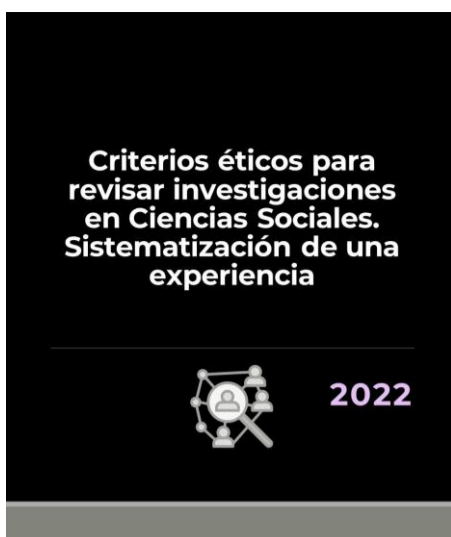 Criterios éticos para
revisar investigaciones
en Ciencias Sociales.
Sistematización de una
experiencia
2022